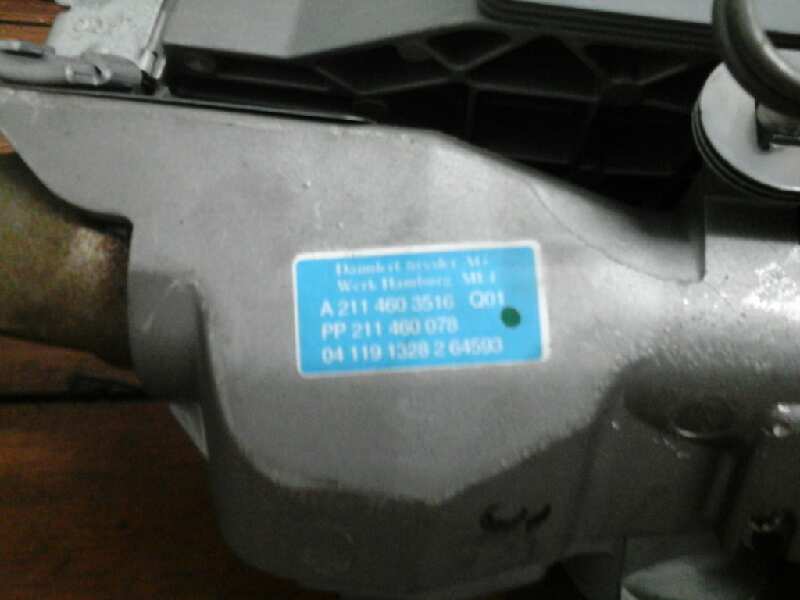 DaimlerChrysler AG
Werk Hamburg
A 211 460 3516 Q01
PP 211 460 078
04 119 1328 2 64593